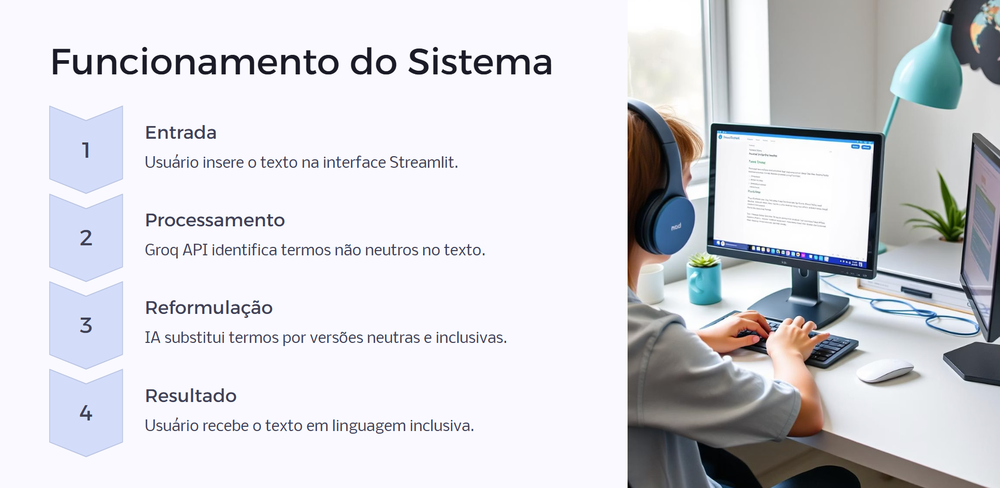 Funcionamento do Sistema
1
Entrada
Usuário insere o texto na interface Streamlit.
2
Processamento
Groq API identifica termos não neutros no texto.
3
Reformulação
IA substitui termos por versões neutras e inclusivas.
4
Resultado
Usuário recebe o texto em linguagem inclusiva.